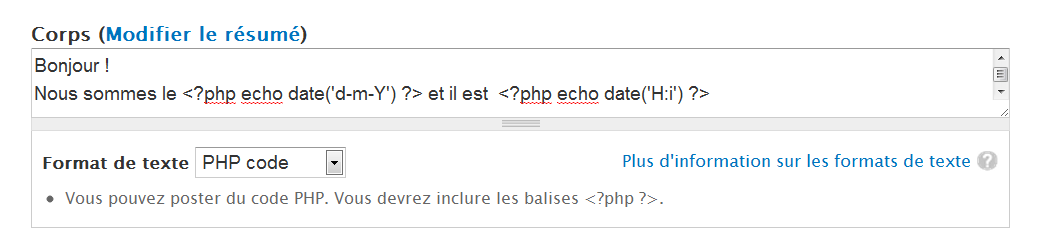 Corps (Modifier le résumé)
Bonjour !
Nous sommes le <?php echo date('d-m-Y') ?> et il est  <?php echo date('H:i') ?>
Format de texte PHP code Plus d'information sur les formats de texte ?
• Vous pouvez poster du code PHP. Vous devrez inclure les balises <?php ?>.